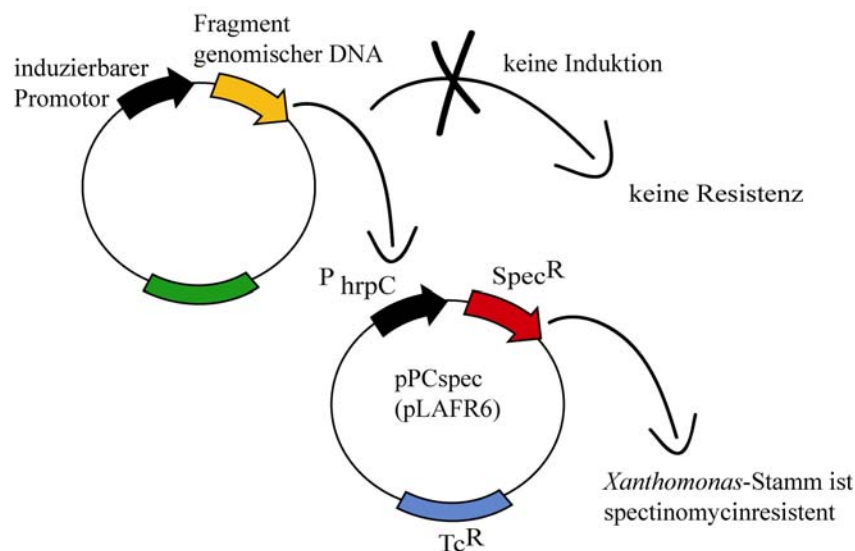 Fragment
genomischer DNA
induzierbarer
Promotor
keine Induktion
keine Resistenz
P hrpC
SpecR
pPCspec
(pLAFR6)
Xanthomonas-Stamm ist
spectinomycinresistent
TcR